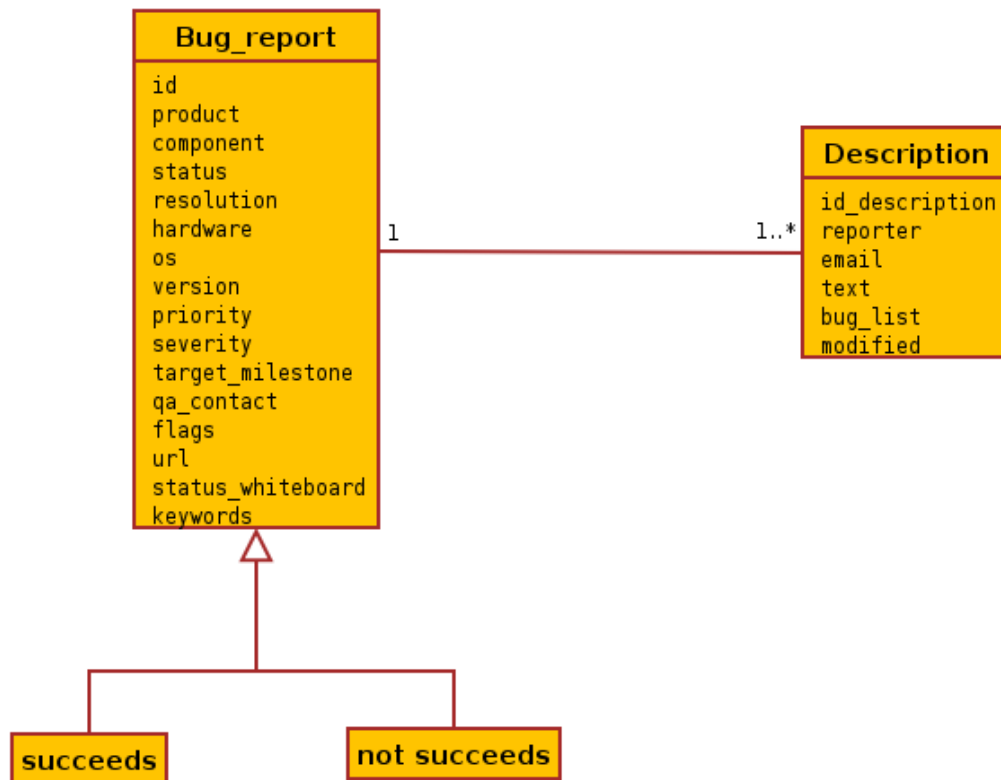 Bug_report
id
product
component
status
resolution
hardware
os
version
priority
severity
target_milestone
qa_contact
flags
url
status_whiteboard
keywords
1
1..*
Description
id_description
reporter
email
text
bug_list
modified
succeeds
not succeeds